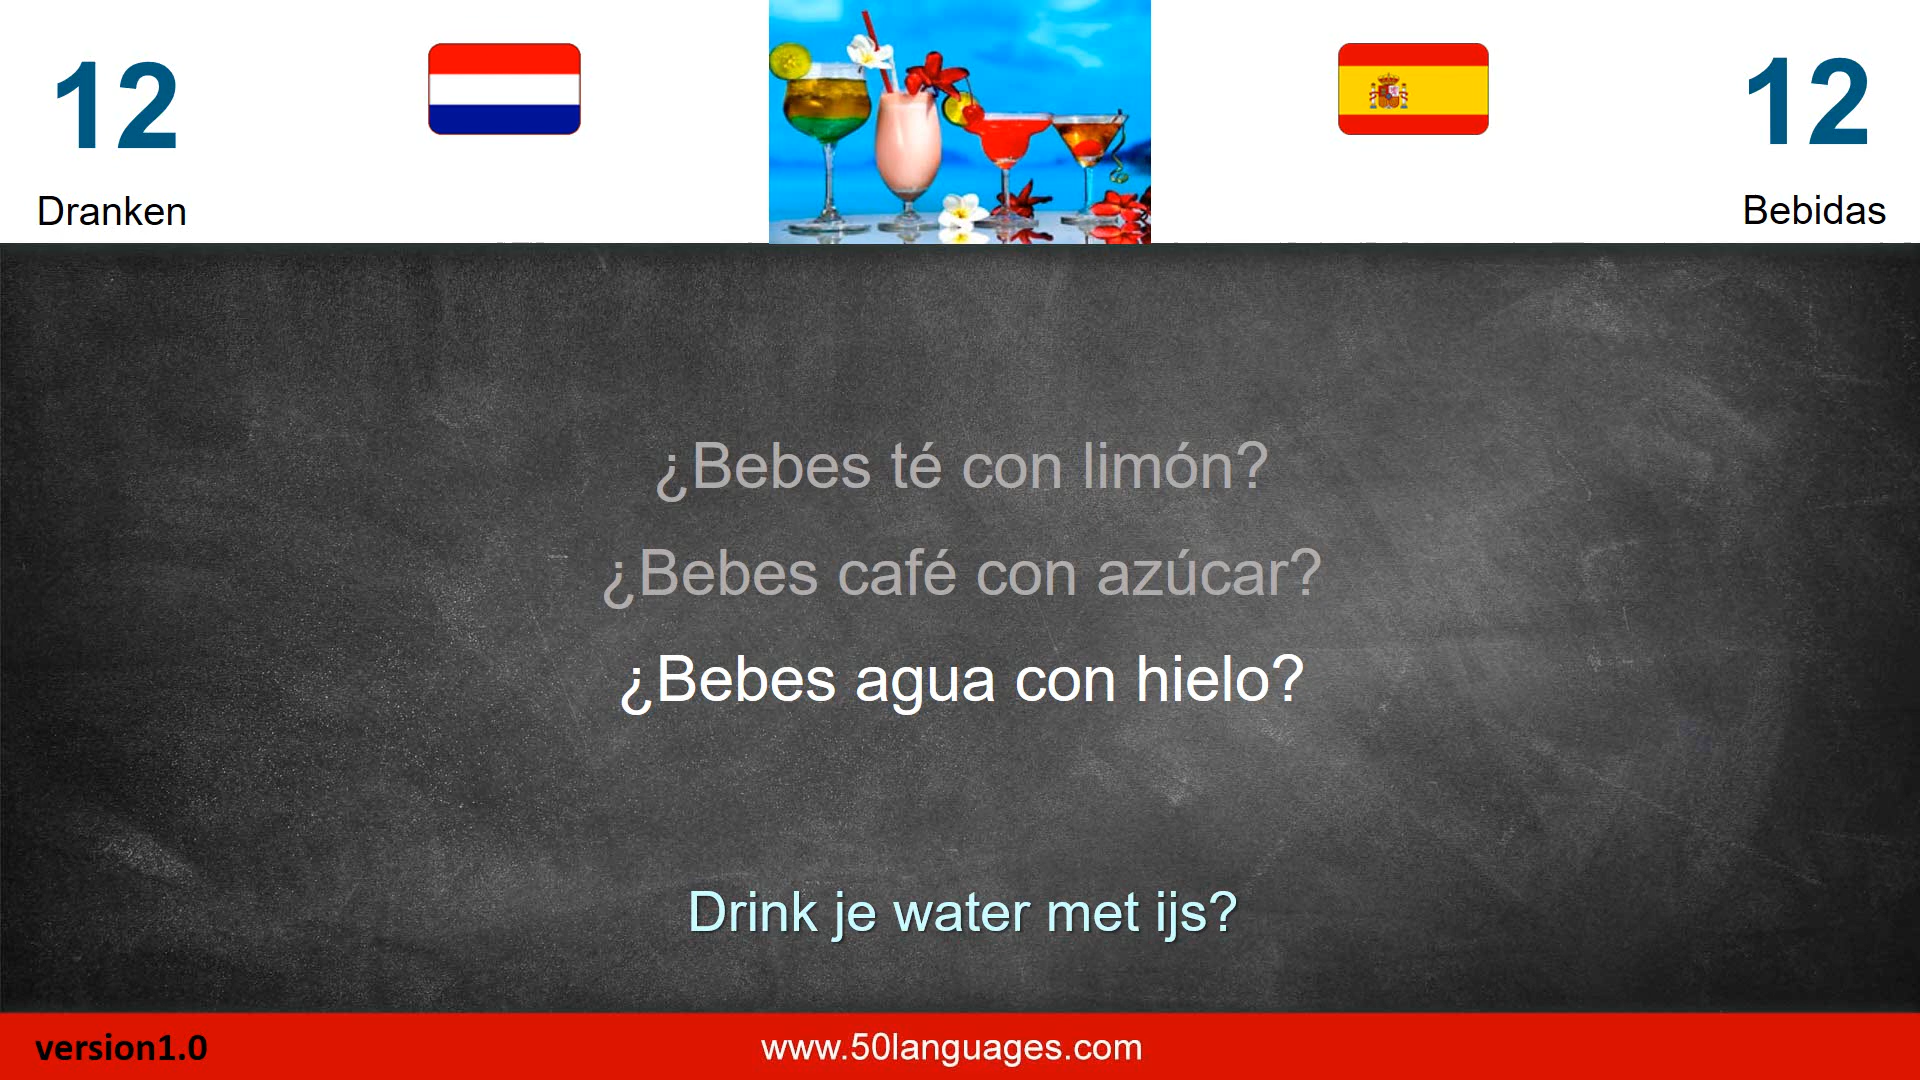 12
12
Dranken
Bebidas
¿Bebes té con limón?
¿Bebes café con azúcar?
¿Bebes agua con hielo?
Drink je water met ijs?
version1.0
www.50languages.com